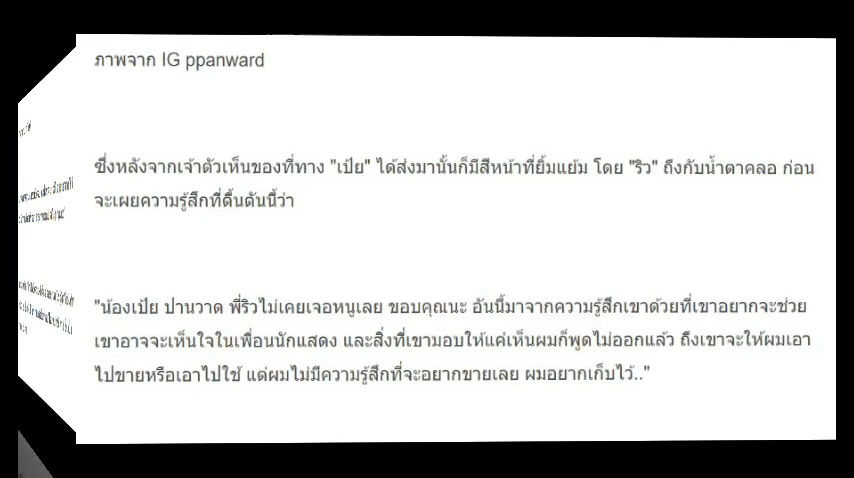 ภาพจาก IG ppanward
ซึ่งหลังจากเจ้าตัวเห็นของที่ทาง "เปีย" ได้ส่งมานั้นก็มีสีหน้าที่ยิ้มแย้ม โดย "ริว" ถึงกับน้ำตาคลอ ก่อน
จะเผยความรู้สึกที่ตื้นตันนี้ว่า
"น้องเปีย ปานวาด พี่ริวไม่เคยเจอหนูเลย ขอบคุณนะ อันนี้มาจากความรู้สึกเขาด้วยที่เขาอยากจะช่วย
เขาอาจจะเห็นใจในเพื่อนนักแสดง และสิ่งที่เขามอบให้แค่เห็นผมก็พูดไม่ออกแล้ว ถึงเขาจะให้ผมเอา
ไปขายหรือเอาไปใช้ แต่ผมไม่มีความรู้สึกที่จะอยากขายเลย ผมอยากเก็บไว้.."